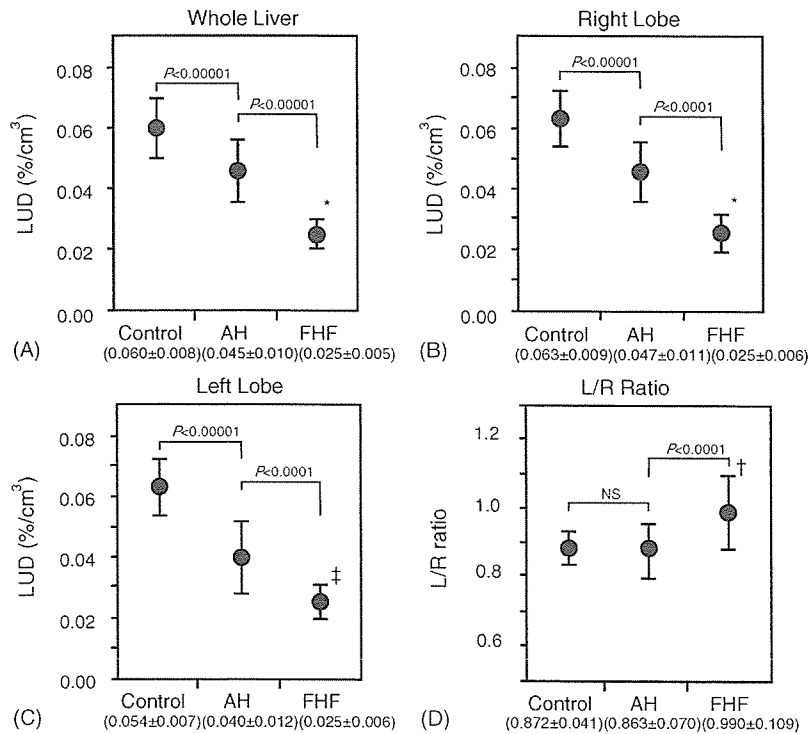 Whole Liver
LUD (%/cm³)
0.08
0.06
0.04
0.02
0.00
P<0.00001
P<0.00001
*
Control AH FHF
(A) (0.060±0.008)(0.045±0.010)(0.025±0.005)
Right Lobe
LUD (%/cm³)
0.08
0.06
0.04
0.02
0.00
P<0.00001
P<0.0001
*
Control AH FHF
(B) (0.063±0.009)(0.047±0.011)(0.025±0.006)
Left Lobe
LUD (%/cm³)
0.08
0.06
0.04
0.02
0.00
P<0.00001
P<0.0001
‡
Control AH FHF
(C) (0.054±0.007)(0.040±0.012)(0.025±0.006)
L/R Ratio
L/R ratio
1.2
1.0
0.8
0.6
NS
P<0.0001
†
Control AH FHF
(D) (0.872±0.041)(0.863±0.070)(0.990±0.109)